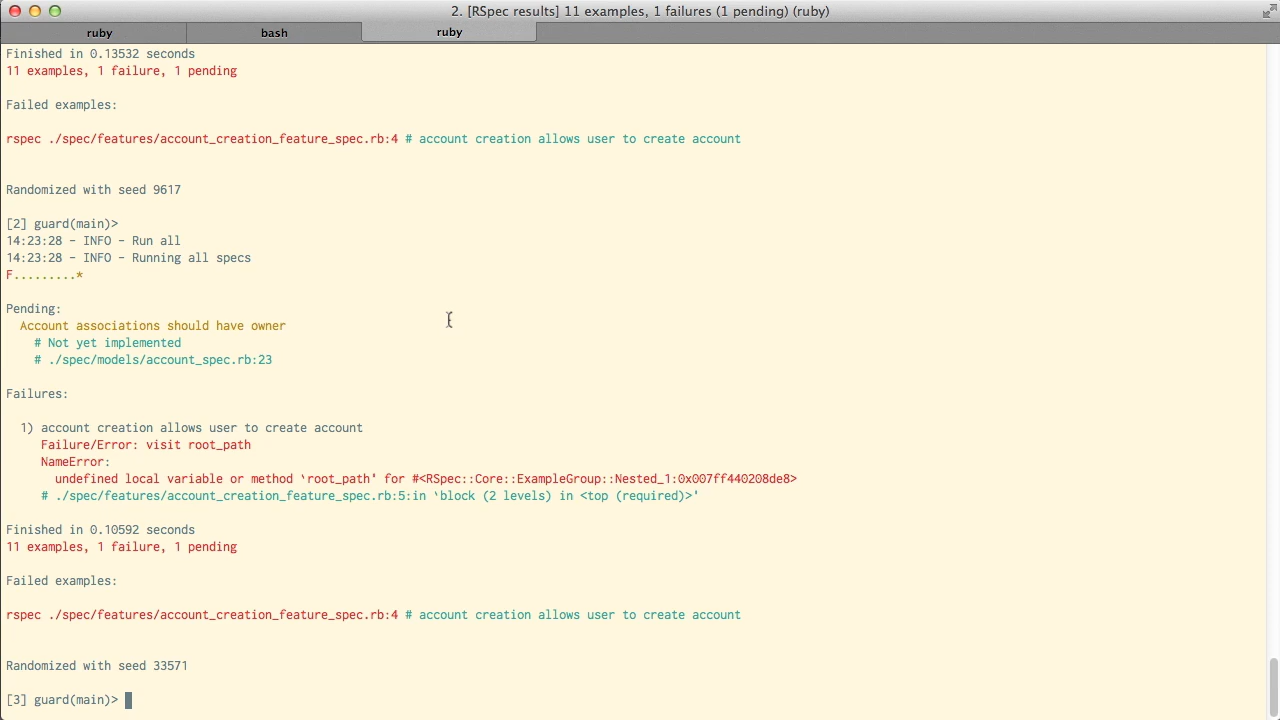 2. [RSpec results] 11 examples, 1 failures (1 pending) (ruby)
ruby bash ruby
Finished in 0.13532 seconds
11 examples, 1 failure, 1 pending
Failed examples:
rspec ./spec/features/account_creation_feature_spec.rb:4 # account creation allows user to create account
Randomized with seed 9617
[2] guard(main)>
14:23:28 - INFO - Run all
14:23:28 - INFO - Running all specs
F.........*
Pending:
Account associations should have owner
# Not yet implemented
# ./spec/models/account_spec.rb:23
Failures:
1) account creation allows user to create account
Failure/Error: visit root_path
NameError:
undefined local variable or method `root_path' for #<RSpec::Core::ExampleGroup::Nested_1:0x007ff440208de8>
# ./spec/features/account_creation_feature_spec.rb:5:in `block (2 levels) in <top (required)>'
Finished in 0.10592 seconds
11 examples, 1 failure, 1 pending
Failed examples:
rspec ./spec/features/account_creation_feature_spec.rb:4 # account creation allows user to create account
Randomized with seed 33571
[3] guard(main)>